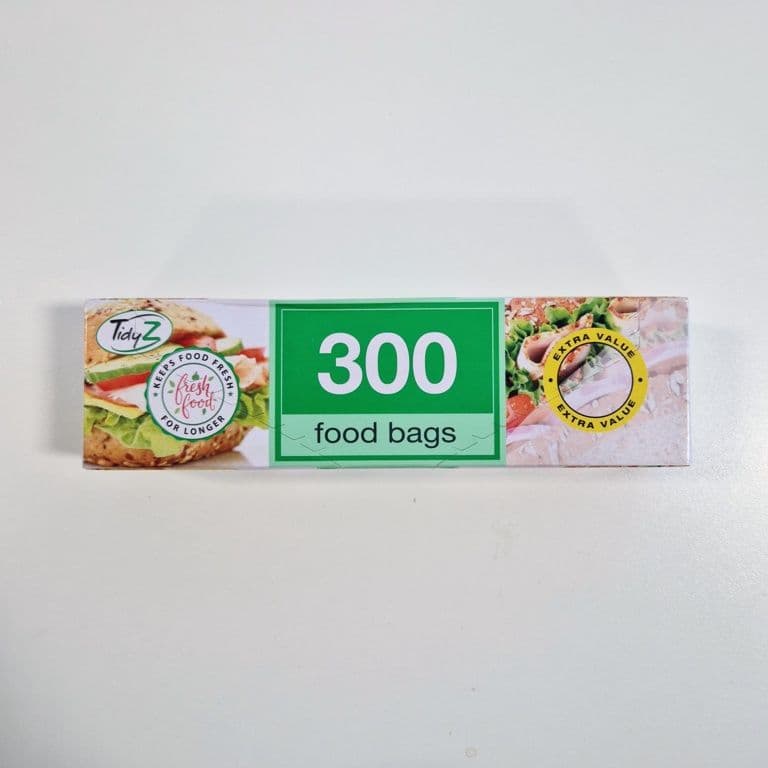 TidyZ
KEEPS FOOD FRESH
fresh
food
FOR LONGER
300
food bags
EXTRA VALUE
EXTRA VALUE